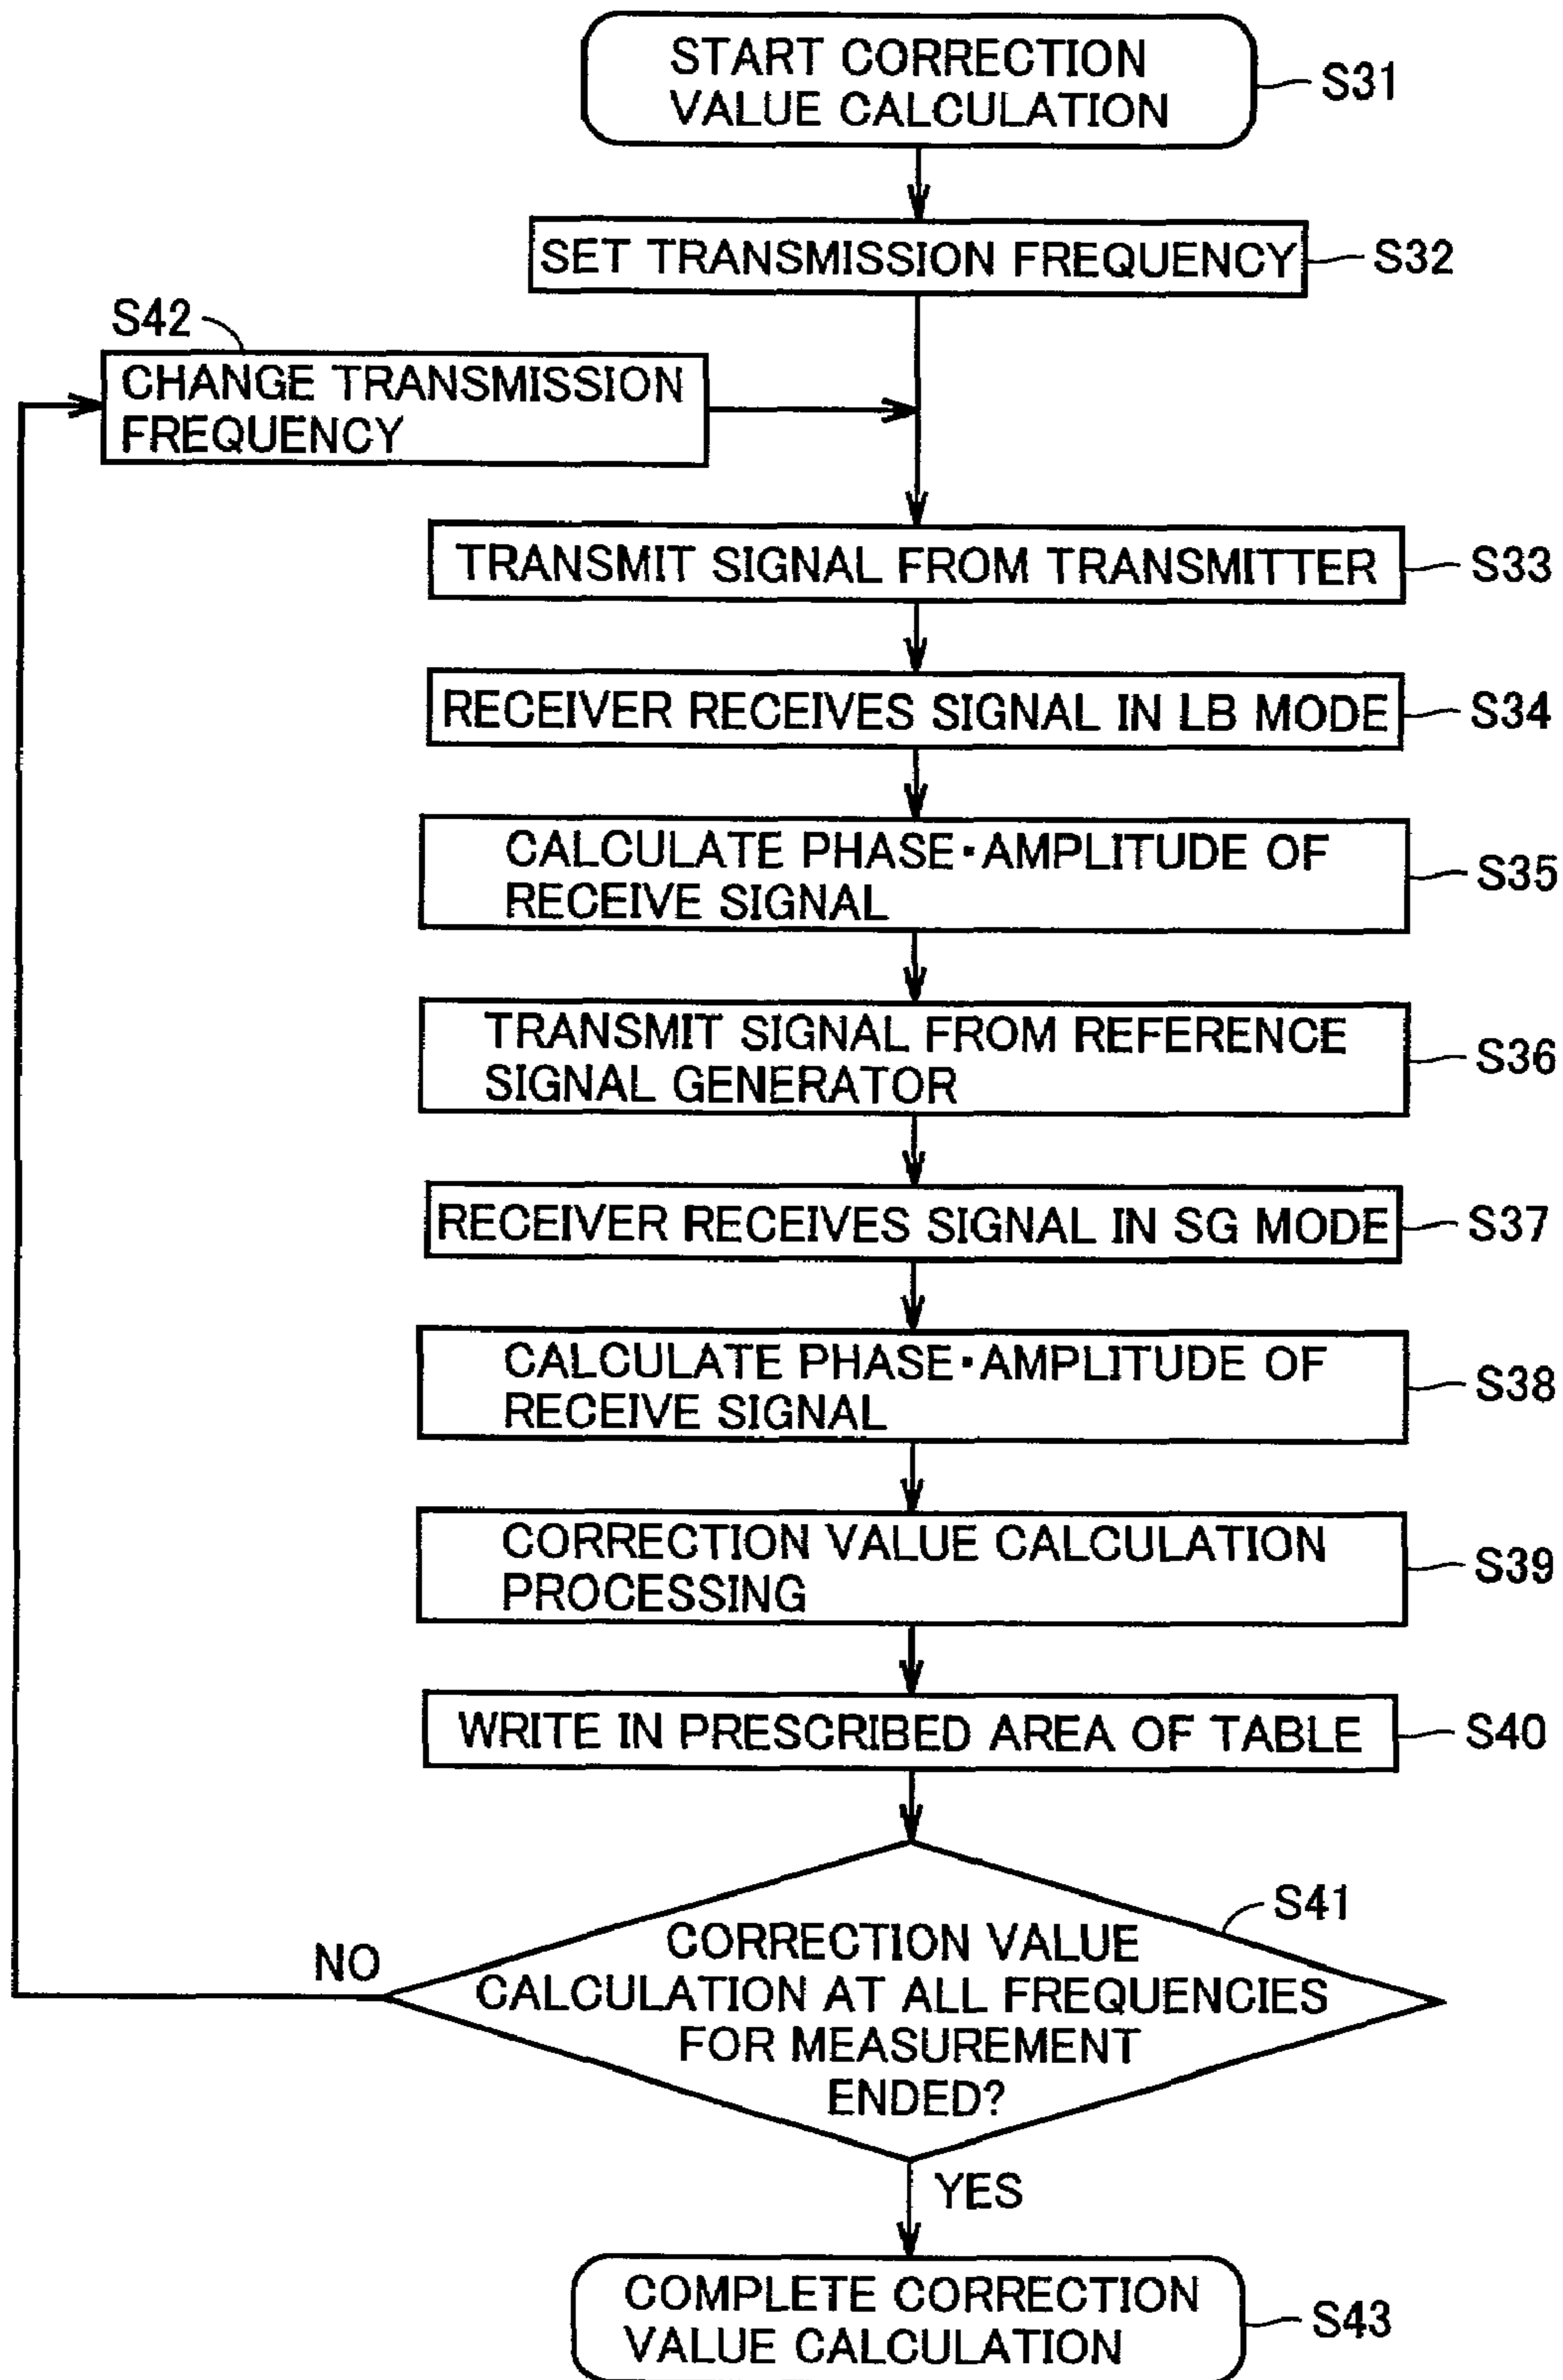 START CORRECTION
VALUE CALCULATION
S31
SET TRANSMISSION FREQUENCY
S32
S42
CHANGE TRANSMISSION
FREQUENCY
TRANSMIT SIGNAL FROM TRANSMITTER
S33
RECEIVER RECEIVES SIGNAL IN LB MODE
S34
CALCULATE PHASE・AMPLITUDE OF
RECEIVE SIGNAL
S35
TRANSMIT SIGNAL FROM REFERENCE
SIGNAL GENERATOR
S36
RECEIVER RECEIVES SIGNAL IN SG MODE
S37
CALCULATE PHASE・AMPLITUDE OF
RECEIVE SIGNAL
S38
CORRECTION VALUE CALCULATION
PROCESSING
S39
WRITE IN PRESCRIBED AREA OF TABLE
S40
S41
CORRECTION VALUE
CALCULATION AT ALL FREQUENCIES
FOR MEASUREMENT
ENDED?
NO
YES
COMPLETE CORRECTION
VALUE CALCULATION
S43